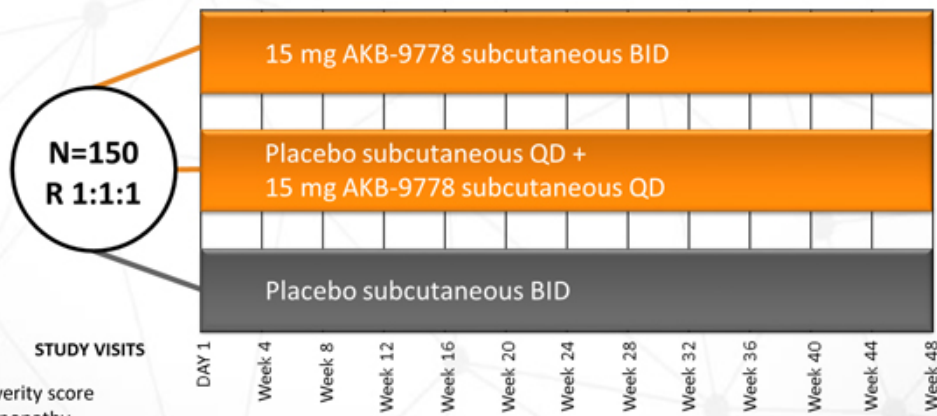 15 mg AKB-9778 subcutaneous BID
N=150
R 1:1:1
Placebo subcutaneous QD +
15 mg AKB-9778 subcutaneous QD
Placebo subcutaneous BID
STUDY VISITS
DAY 1
Week 4
Week 8
Week 12
Week 16
Week 20
Week 24
Week 28
Week 32
Week 36
Week 40
Week 44
Week 48
verity score